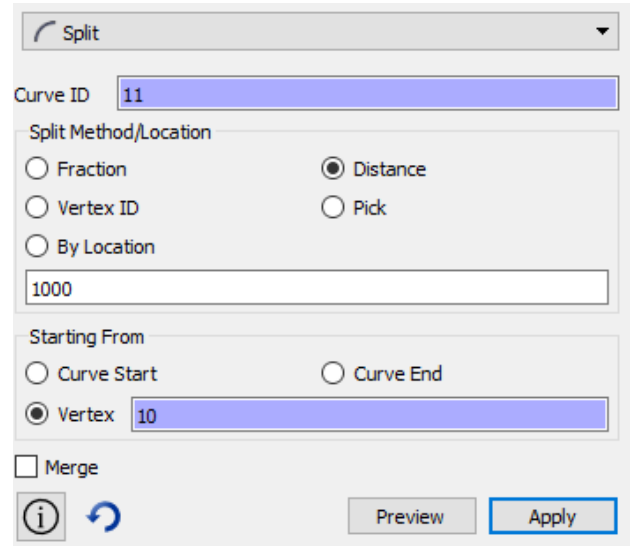 Split
Curve ID 11
Split Method/Location
Fraction Distance
Vertex ID Pick
By Location
1000
Starting From
Curve Start Curve End
Vertex 10
Merge
Preview Apply